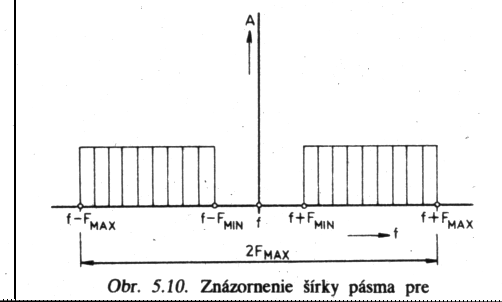 A
f-F_MAX f-F_MIN f f+F_MIN f+F_MAX
f
2F_MAX
Obr. 5.10. Znázornenie šírky pásma pre